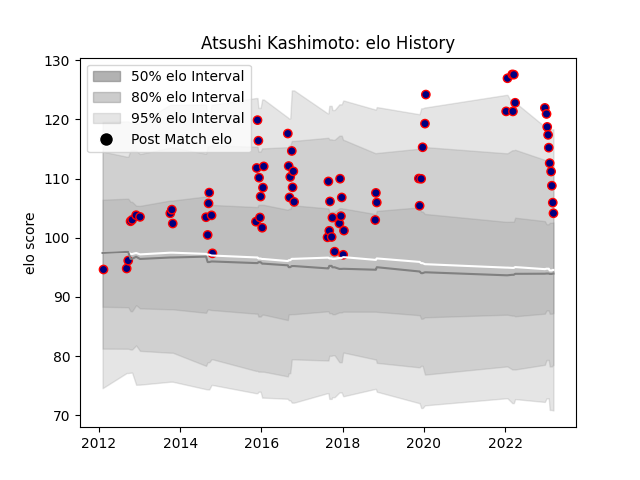 Atsushi Kashimoto: elo History
130
120
110
100
90
80
70
elo score
50% elo Interval
80% elo Interval
95% elo Interval
Post Match elo
2012
2014
2016
2018
2020
2022